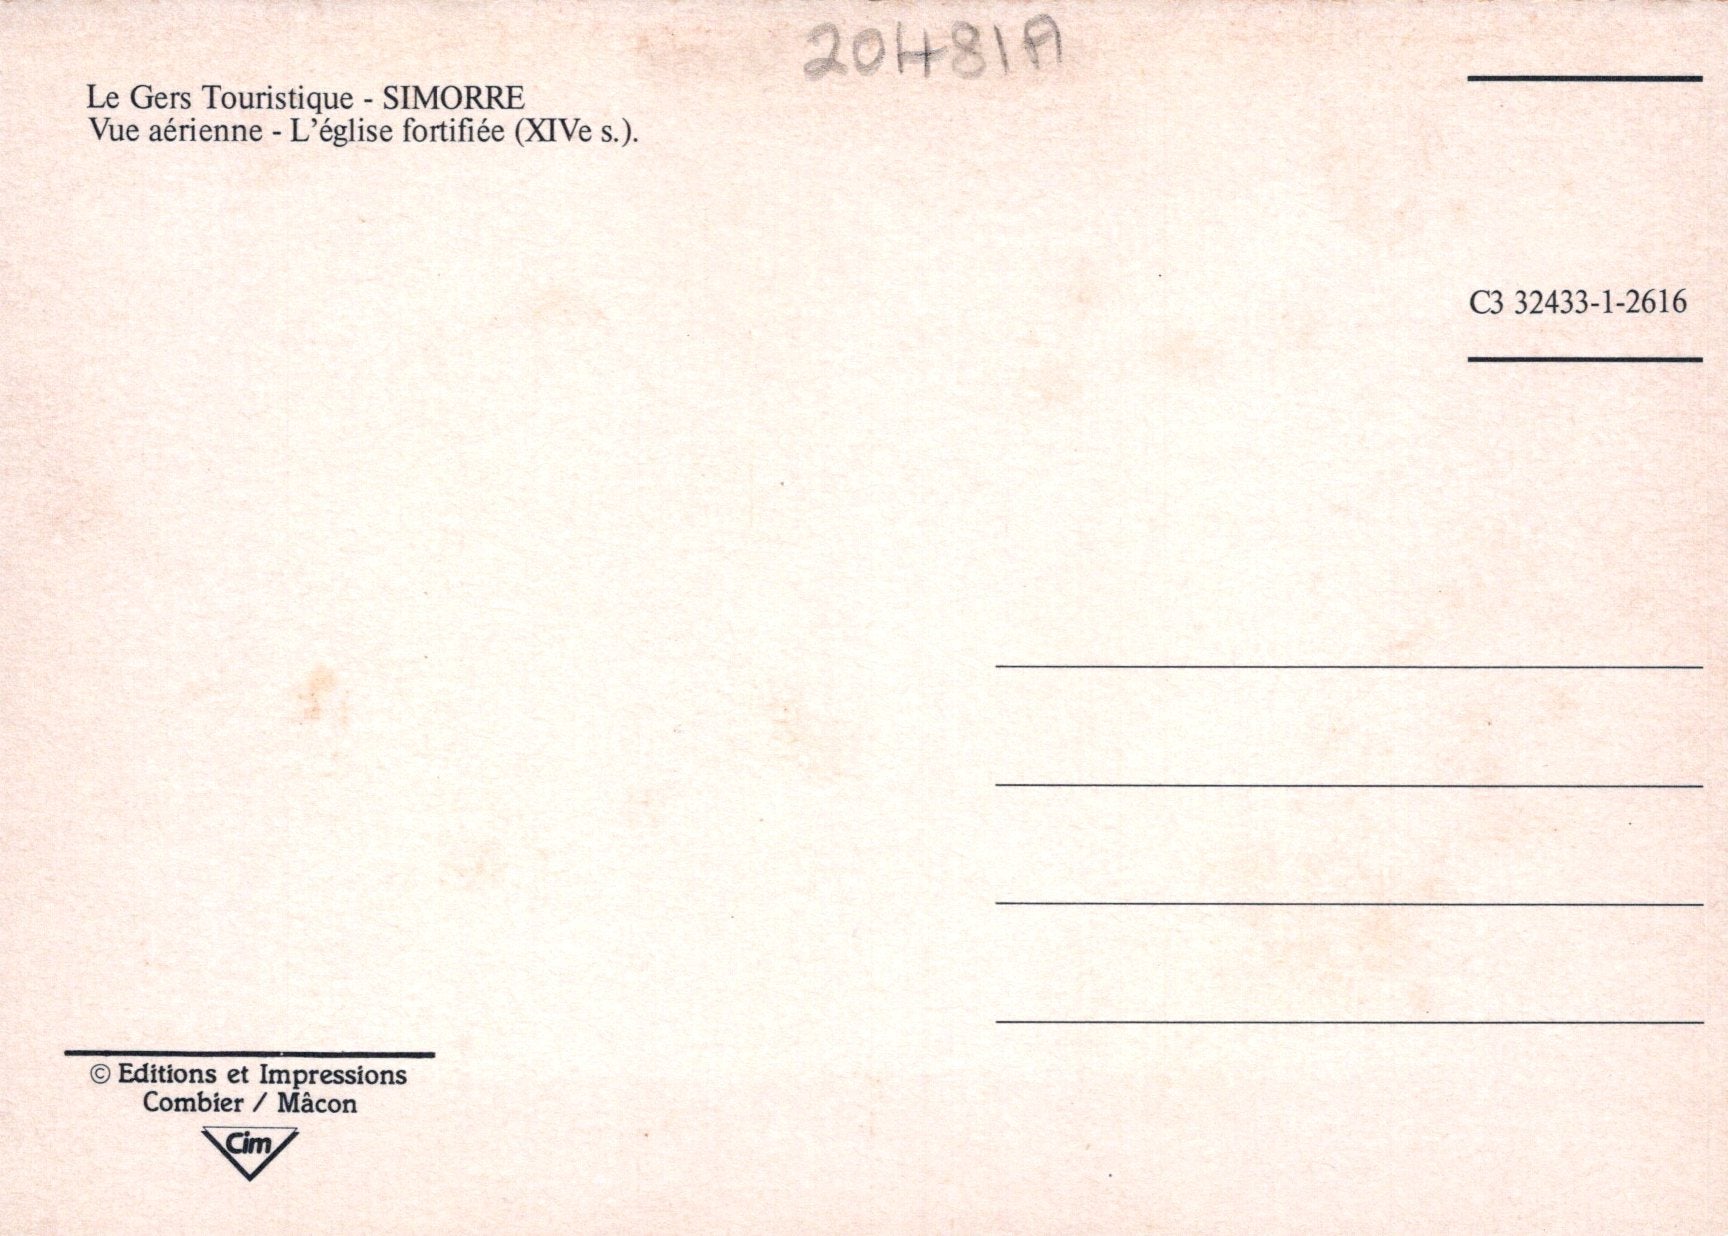 20481A
Le Gers Touristique - SIMORRE
Vue aérienne - L'église fortifiée (XIVe s.).
C3 32433-1-2616
© Editions et Impressions
Combier / Mâcon
Cim